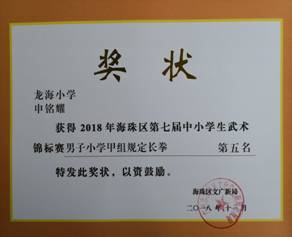 奖状
龙海小学
申铭耀
获得2018年海珠区第七届中小学生武术
锦标赛男子小学甲组规定长拳 第五名
特发此奖状，以资鼓励。
海珠区文广新局
二〇一八年十一月